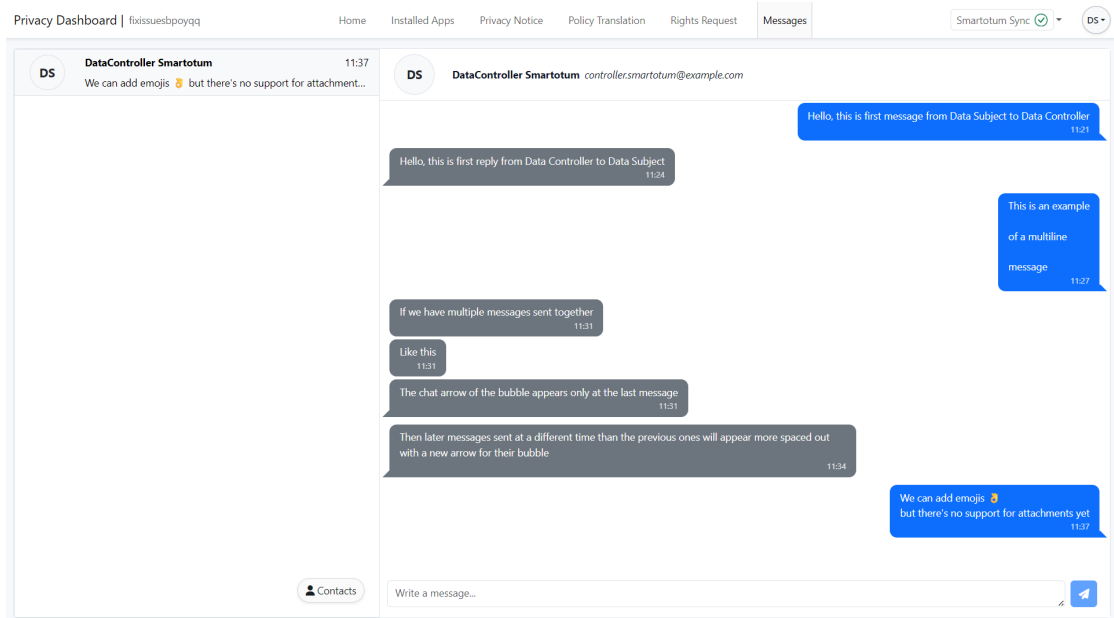 Privacy Dashboard | fixissuesbpoyqq Home Installed Apps Privacy Notice Policy Translation Rights Request Messages Smartotum Sync DS
DS DataController Smartotum 11:37
We can add emojis 👌 but there's no support for attachment...
DS DataController Smartotum controller.smartotum@example.com
Hello, this is first message from Data Subject to Data Controller
11:21
Hello, this is first reply from Data Controller to Data Subject
11:24
This is an example
of a multiline
message
11:27
If we have multiple messages sent together
11:31
Like this
11:31
The chat arrow of the bubble appears only at the last message
11:31
Then later messages sent at a different time than the previous ones will appear more spaced out
with a new arrow for their bubble
11:34
We can add emojis 👌
but there's no support for attachments yet
11:37
Contacts
Write a message...